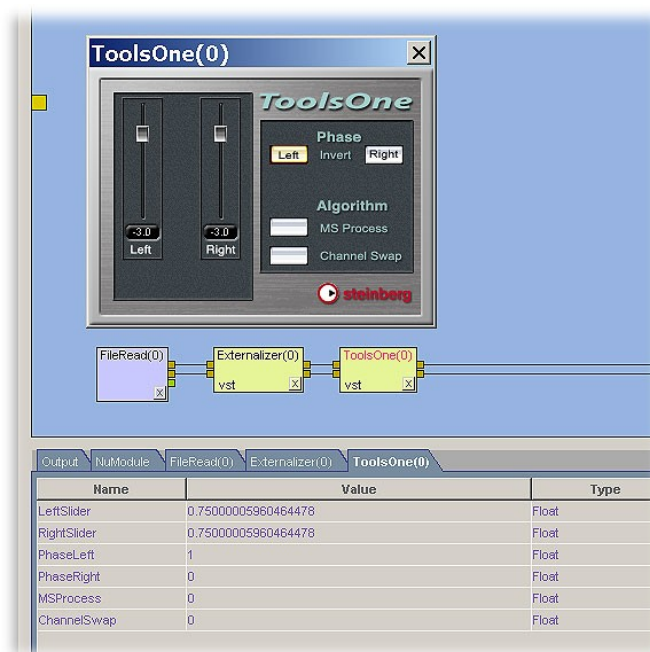 ToolsOne(0)
ToolsOne
Phase
Left Invert Right
Algorithm
MS Process
Channel Swap
-3.0 -3.0
Left Right
steinberg
FileRead(0) Externalizer(0) ToolsOne(0)
x vst x vst x
Output NuModule FileRead(0) Externalizer(0) ToolsOne(0)
Name Value Type
LeftSlider 0.75000005960464478 Float
RightSlider 0.75000005960464478 Float
PhaseLeft 1 Float
PhaseRight 0 Float
MSProcess 0 Float
ChannelSwap 0 Float